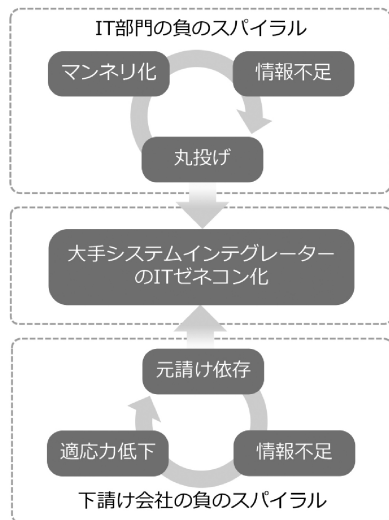 IT部門の負のスパイラル
マンネリ化
情報不足
丸投げ
大手システムインテグレーター
のITゼネコン化
元請け依存
適応力低下
情報不足
下請け会社の負のスパイラル